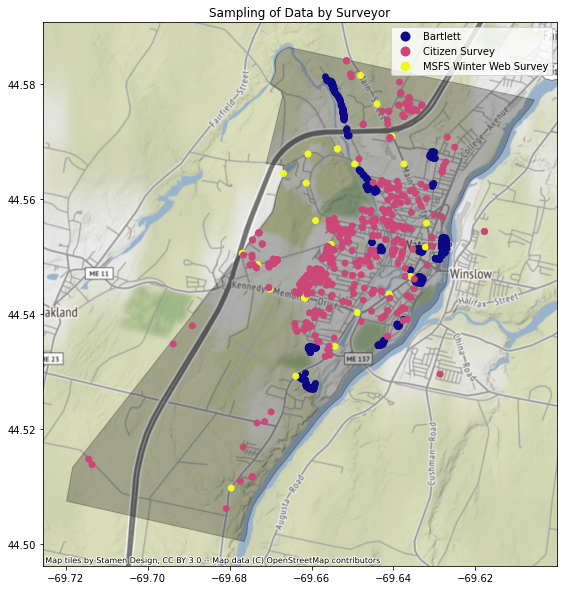 Sampling of Data by Surveyor
Bartlett
Citizen Survey
MSFS Winter Web Survey
44.58
44.56
44.54
44.52
44.50
Fairfield—Street
Main—
College—Avenue
Main
ME 11
Winslow
Kennedy—Memorial—Drive
Halifax—Street
akland
ME 23
ME 137
China—Road
Cushman—Road
Augusta—Road
Map tiles by Stamen Design, CC BY 3.0 -- Map data (C) OpenStreetMap contributors
−69.72
−69.70
−69.68
−69.66
−69.64
−69.62